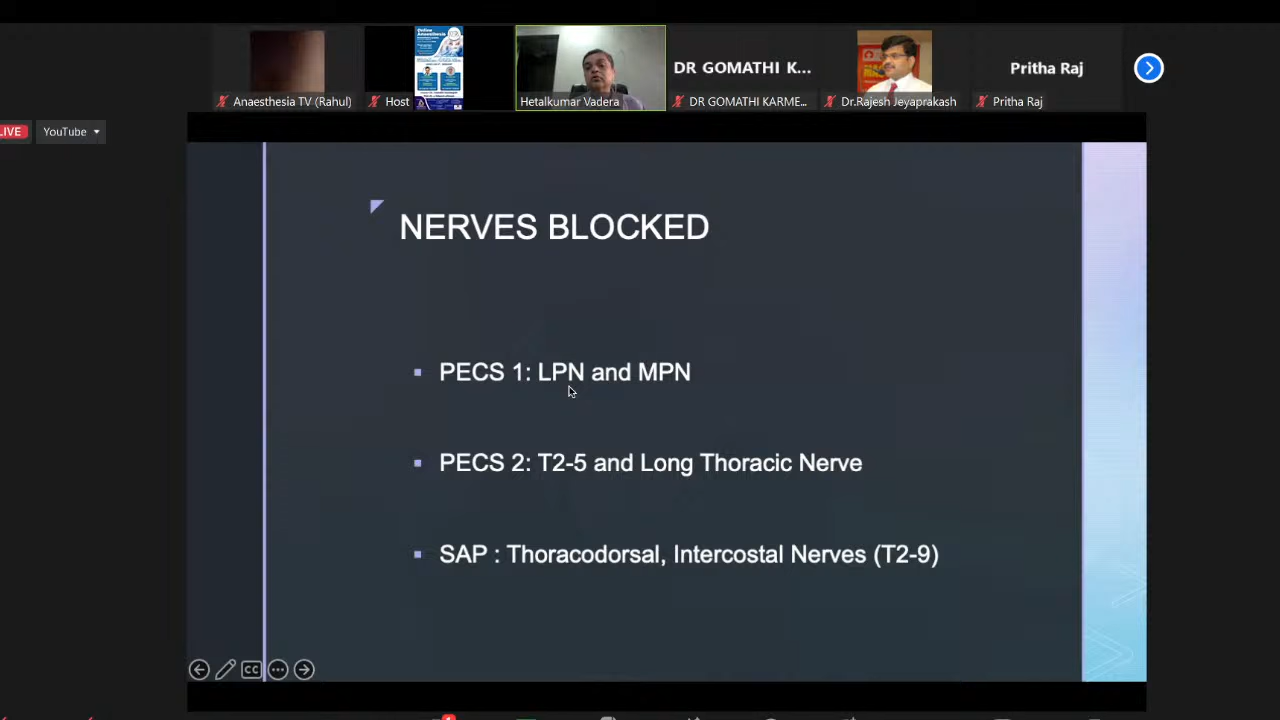 DR GOMATHI K...
Pritha Raj
Anaesthesia TV (Rahul)
Host
Hetalkumar Vadera
DR GOMATHI KARME...
Dr.Rajesh Jeyaprakash
Pritha Raj
LIVE
YouTube
NERVES BLOCKED
PECS 1: LPN and MPN
PECS 2: T2-5 and Long Thoracic Nerve
SAP : Thoracodorsal, Intercostal Nerves (T2-9)
CC